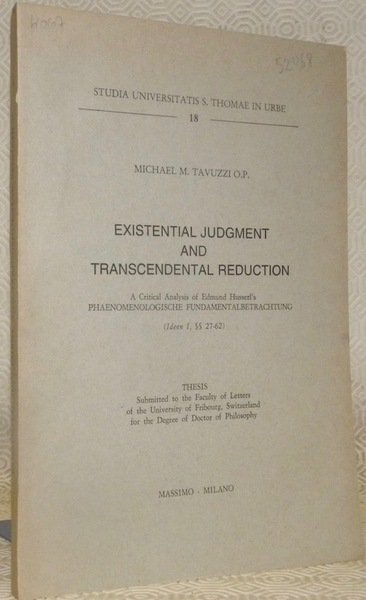 52068
STUDIA UNIVERSITATIS S. THOMAE IN URBE
18
MICHAEL M. TAVUZZI O.P.
EXISTENTIAL JUDGMENT
AND
TRANSCENDENTAL REDUCTION
A Critical Analysis of Edmund Husserl's
PHAENOMENOLOGISCHE FUNDAMENTALBETRACHTUNG
(Ideen I, §§ 27-62)
THESIS
Submitted to the Faculty of Letters
of the University of Fribourg, Switzerland
for the Degree of Doctor of Philosophy
MASSIMO - MILANO